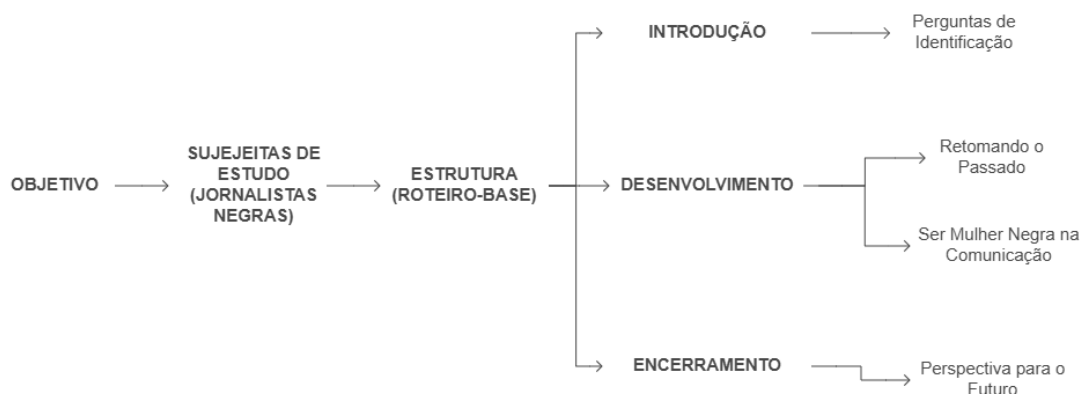 INTRODUÇÃO
Perguntas de
Identificação
OBJETIVO
SUJEJEITAS DE
ESTUDO
(JORNALISTAS
NEGRAS)
ESTRUTURA
(ROTEIRO-BASE)
DESENVOLVIMENTO
Retomando o
Passado
Ser Mulher Negra na
Comunicação
ENCERRAMENTO
Perspectiva para o
Futuro